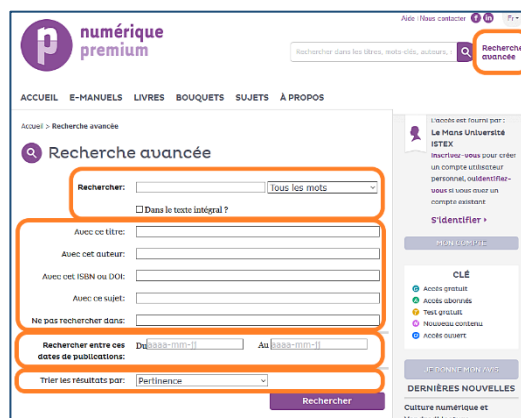 Aide | Nous contacter
Fr
numérique
premium
Rechercher dans les titres, mots-clés, auteurs,
Recherche
avancée
ACCUEIL E-MANUELS LIVRES BOUQUETS SUJETS À PROPOS
Accueil > Recherche avancée
Recherche avancée
Rechercher: Tous les mots
Dans le texte intégral ?
Avec ce titre:
Avec cet auteur:
Avec cet ISBN ou DOI:
Avec ce sujet:
Ne pas rechercher dans:
Rechercher entre ces
dates de publications:
Du aaaa-mm-jj Au aaaa-mm-jj
Trier les résultats par: Pertinence
Rechercher
L'accès est fourni par :
Le Mans Université
ISTEX
Inscrivez-vous pour créer
un compte utilisateur
personnel, ouidentifiez-
vous si vous avez un
compte existant
S'identifier
MON COMPTE
CLÉ
Accès gratuit
Accès abonnés
Test gratuit
Nouveau contenu
Accès ouvert
JE DONNE MON AVIS
DERNIÈRES NOUVELLES
Culture numérique et